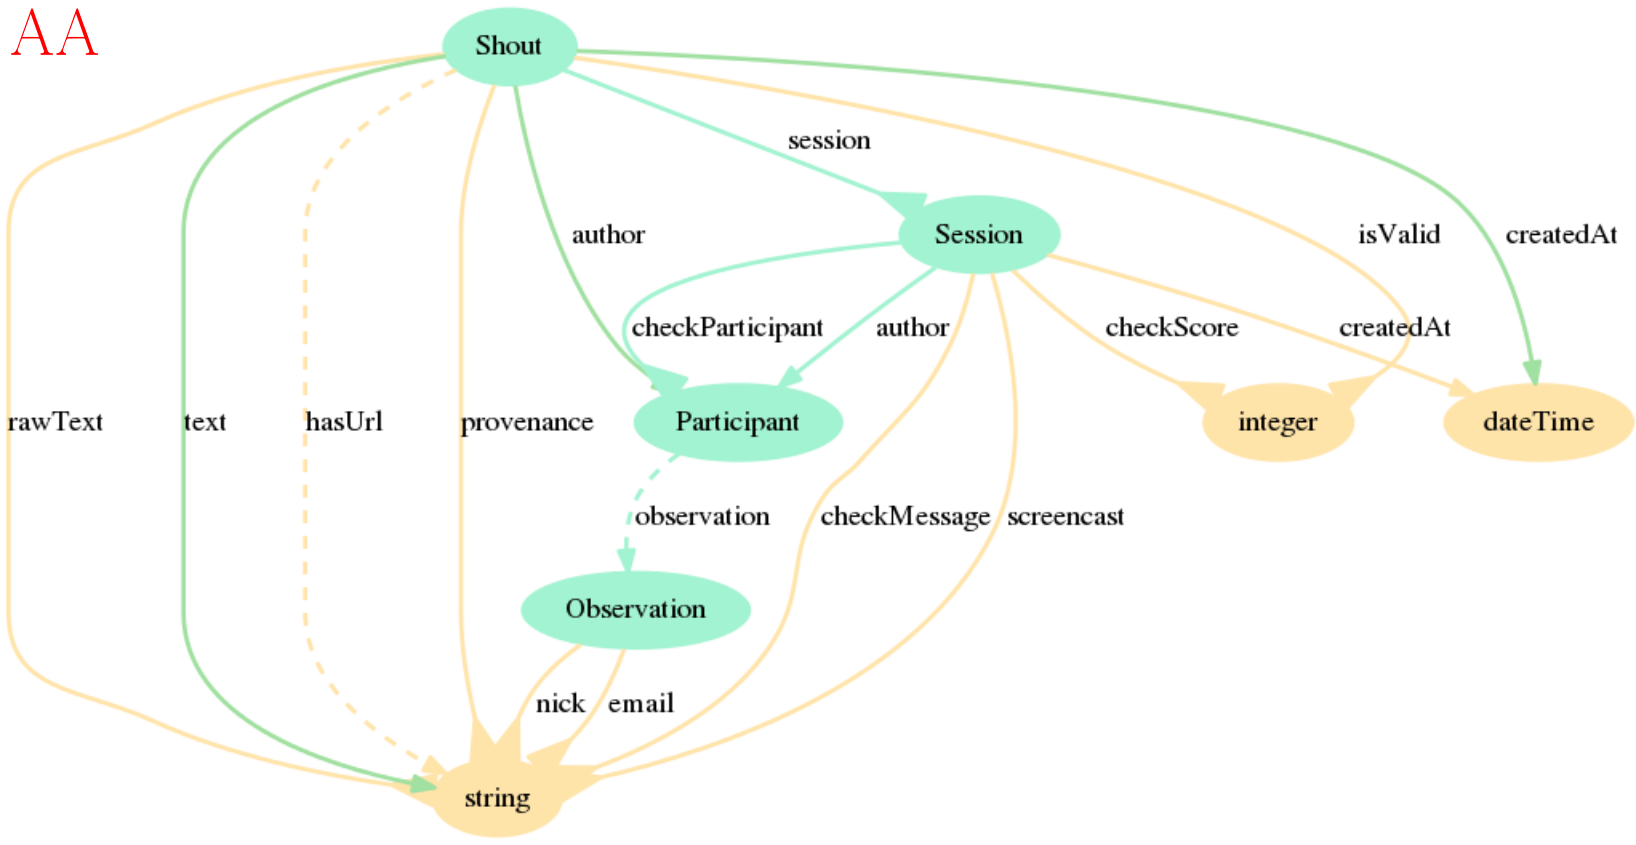 AA
Shout
session
author
isValid
createdAt
Session
checkParticipant
author
checkScore
createdAt
rawText
text
hasUrl
provenance
Participant
integer
dateTime
observation
checkMessage
screencast
Observation
nick
email
string